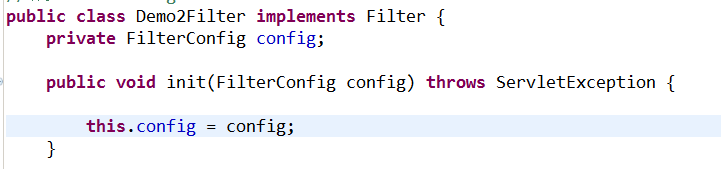 public class Demo2Filter implements Filter {
private FilterConfig config;
public void init(FilterConfig config) throws ServletException {
this.config = config;
}